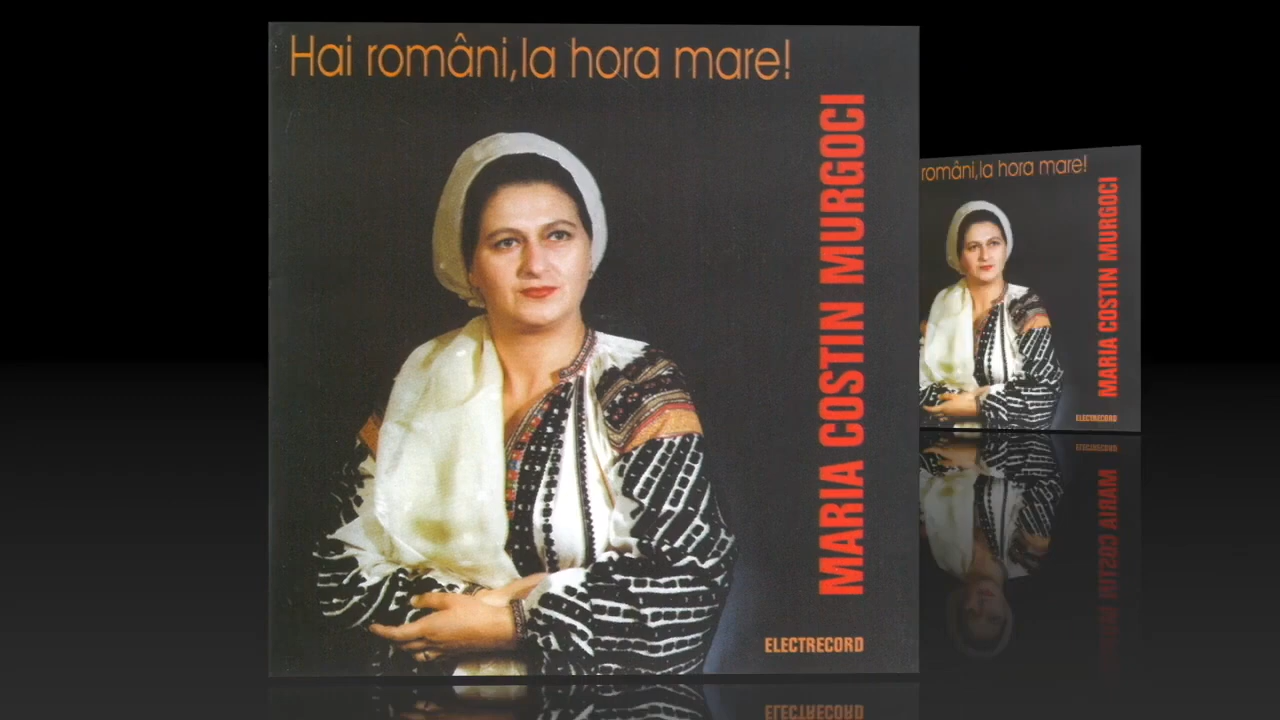 Hai români,la hora mare!
MARIA COSTIN MURGOCI
ELECTRECORD
români,la hora mare!
MARIA COSTIN MURGOCI
ELECTRECORD